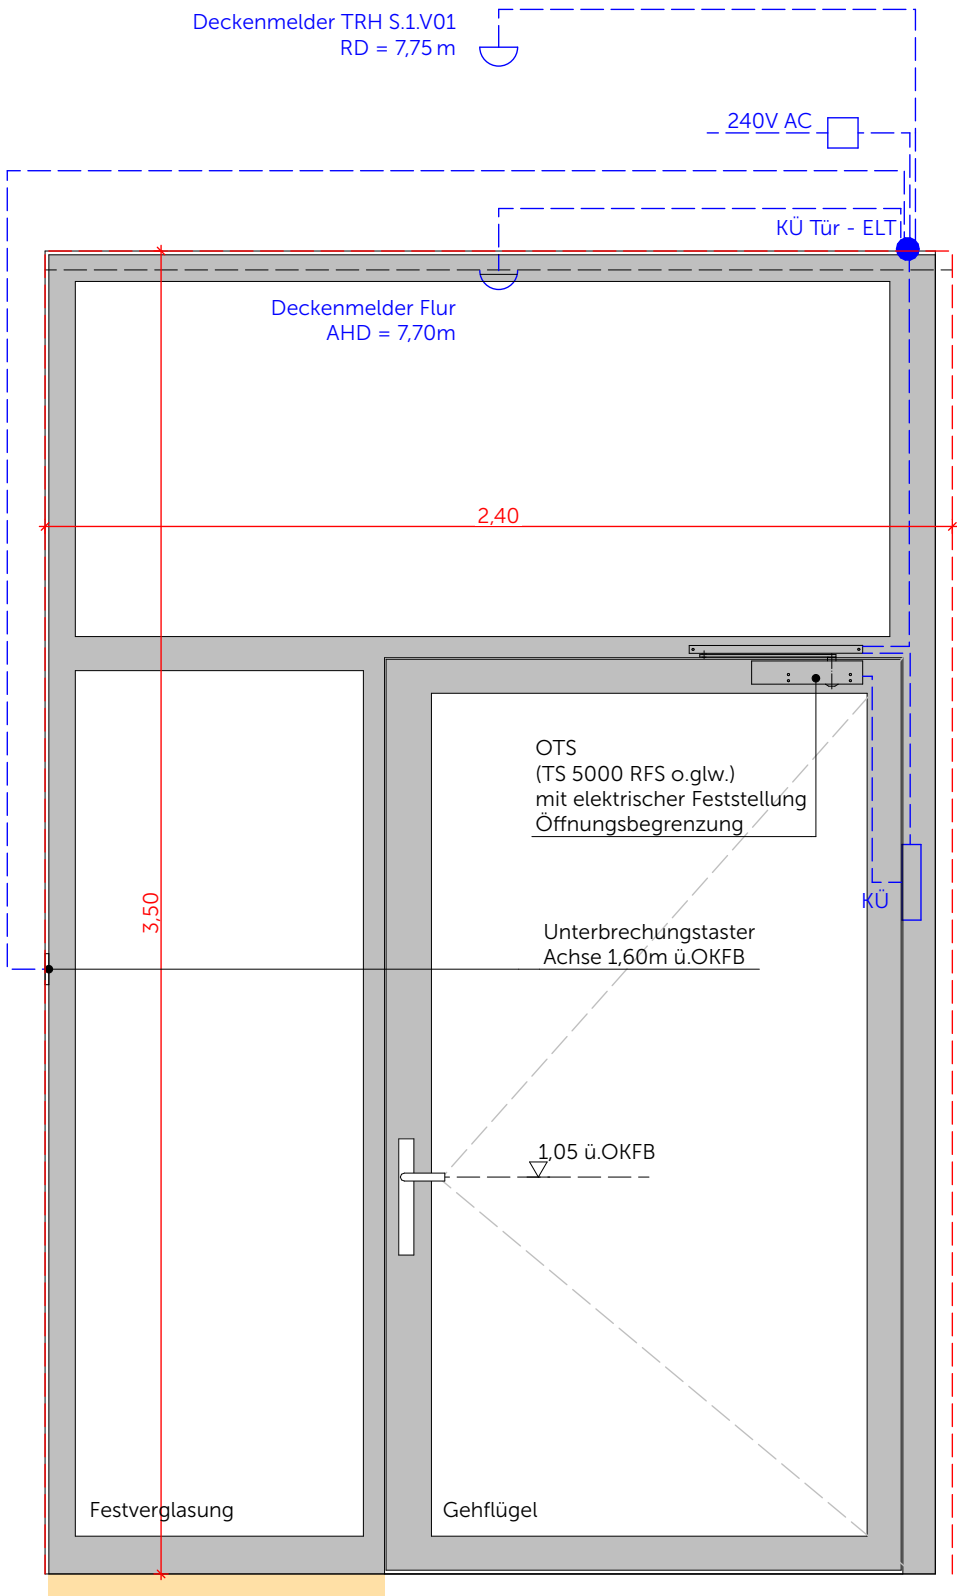 Deckenmelder TRH S.1.V01
RD = 7,75 m
240V AC
KÜ Tür - ELT
Deckenmelder Flur
AHD = 7,70m
2,40
OTS
(TS 5000 RFS o.glw.)
mit elektrischer Feststellung
Öffnungsbegrenzung
KÜ
3,50
Unterbrechungstaster
Achse 1,60m ü.OKFB
1,05 ü.OKFB
Festverglasung
Gehflügel